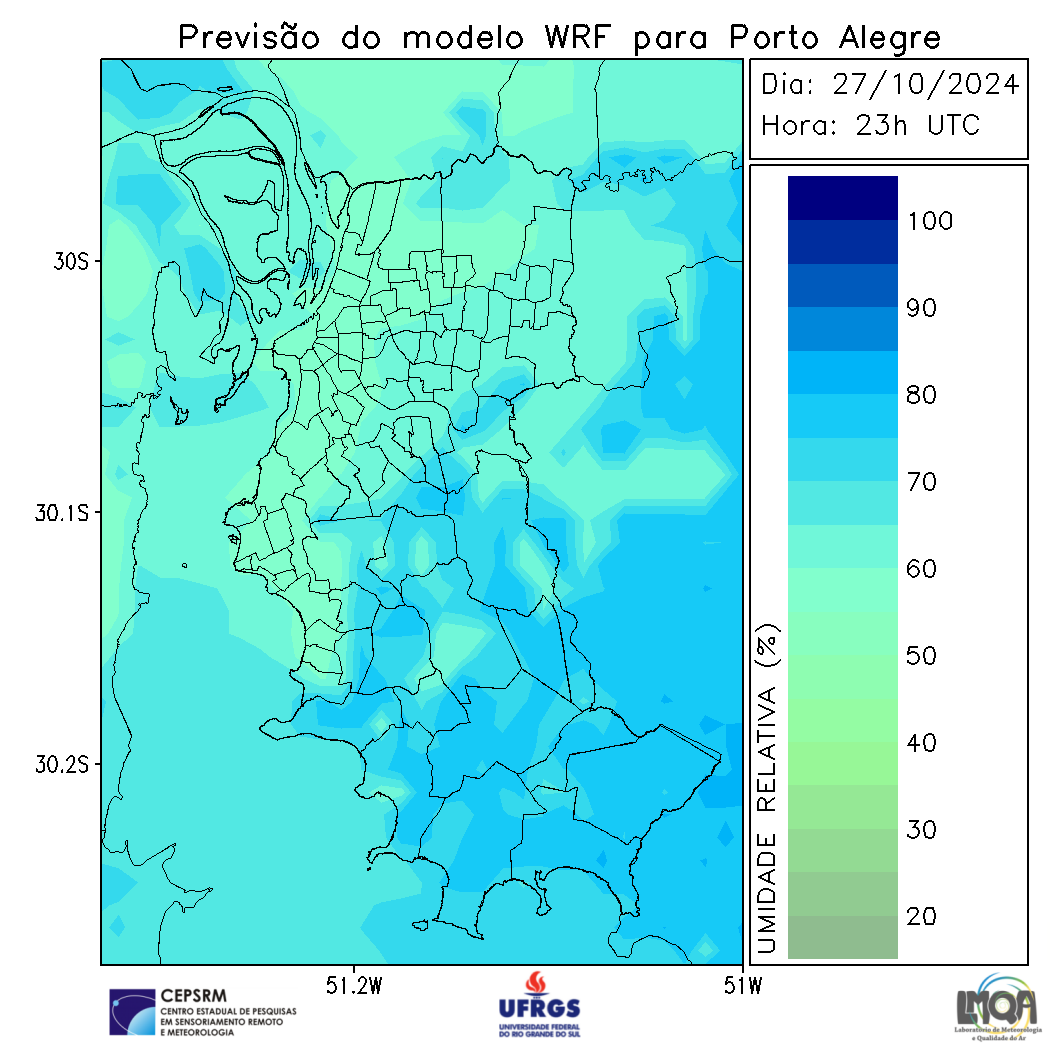 Previsão do modelo WRF para Porto Alegre
Dia: 27/10/2024
Hora: 23h UTC
30S
30.1S
30.2S
51.2W
51W
UMIDADE RELATIVA (%)
100
90
80
70
60
50
40
30
20
CEPSRM
CENTRO ESTADUAL DE PESQUISAS
EM SENSORIAMENTO REMOTO
E METEOROLOGIA
UFRGS
UNIVERSIDADE FEDERAL
DO RIO GRANDE DO SUL
LMQA
Laboratório de Meteorologia
e Qualidade do Ar